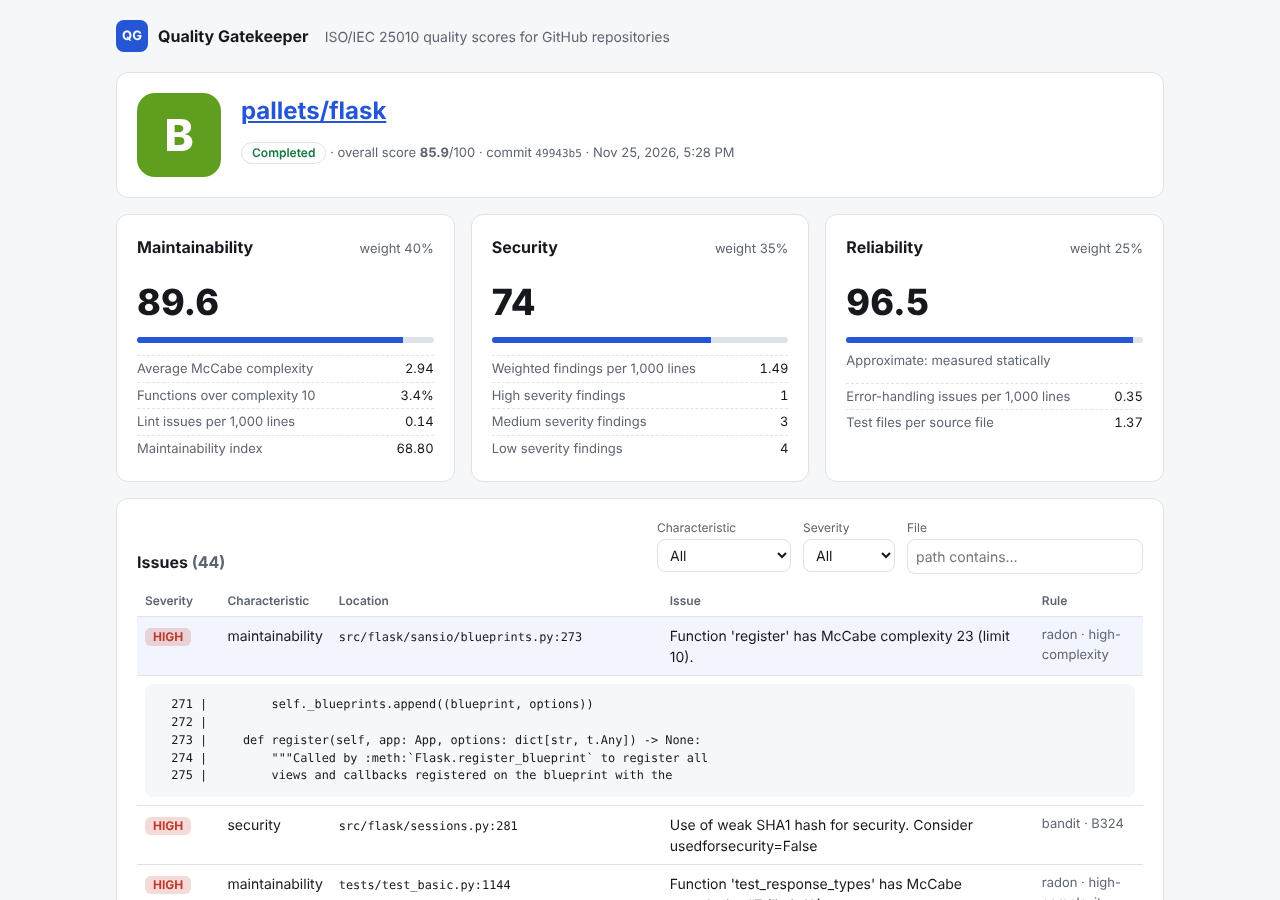 QG Quality Gatekeeper ISO/IEC 25010 quality scores for GitHub repositories
B
pallets/flask
Completed · overall score 85.9/100 · commit 49943b5 · Nov 25, 2026, 5:28 PM
Maintainability weight 40%
89.6
Average McCabe complexity 2.94
Functions over complexity 10 3.4%
Lint issues per 1,000 lines 0.14
Maintainability index 68.80
Security weight 35%
74
Weighted findings per 1,000 lines 1.49
High severity findings 1
Medium severity findings 3
Low severity findings 4
Reliability weight 25%
96.5
Approximate: measured statically
Error-handling issues per 1,000 lines 0.35
Test files per source file 1.37
Issues (44)
Characteristic Severity File
All All path contains...
Severity Characteristic Location Issue Rule
HIGH maintainability src/flask/sansio/blueprints.py:273 Function 'register' has McCabe complexity 23 (limit radon · high-
10). complexity
271 | self._blueprints.append((blueprint, options))
272 |
273 | def register(self, app: App, options: dict[str, t.Any]) -> None:
274 | """Called by :meth:`Flask.register_blueprint` to register all
275 | views and callbacks registered on the blueprint with the
HIGH security src/flask/sessions.py:281 Use of weak SHA1 hash for security. Consider bandit · B324
usedforsecurity=False
HIGH maintainability tests/test_basic.py:1144 Function 'test_response_types' has McCabe radon · high-